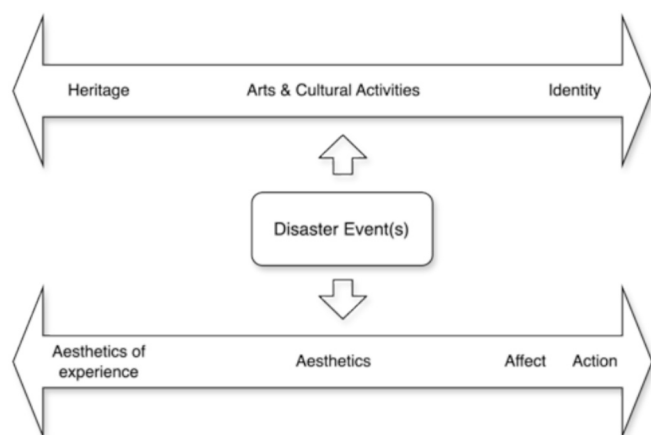 Heritage Arts & Cultural Activities Identity
Disaster Event(s)
Aesthetics of
experience
Aesthetics Affect Action